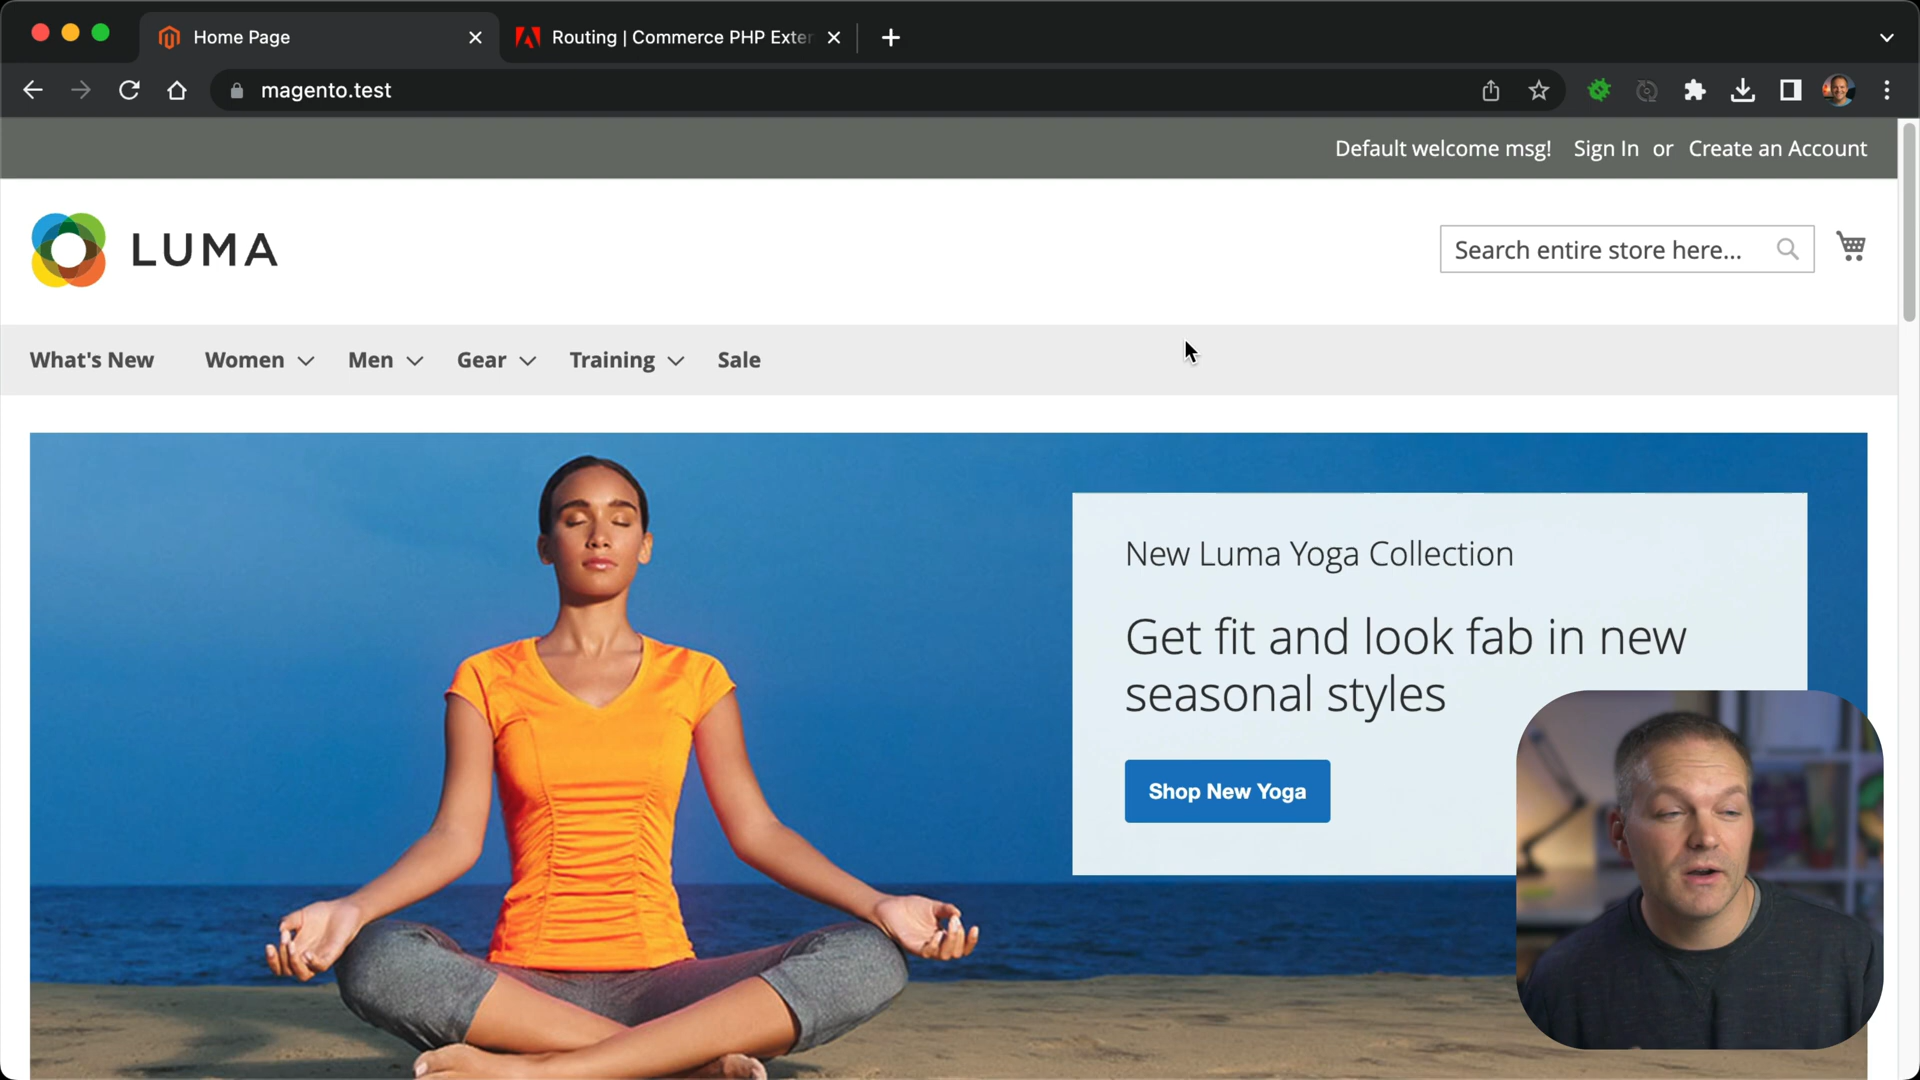 Home Page
Routing | Commerce PHP Exter
magento.test
Default welcome msg! Sign In or Create an Account
LUMA
Search entire store here...
What's New Women Men Gear Training Sale
New Luma Yoga Collection
Get fit and look fab in new
seasonal styles
Shop New Yoga